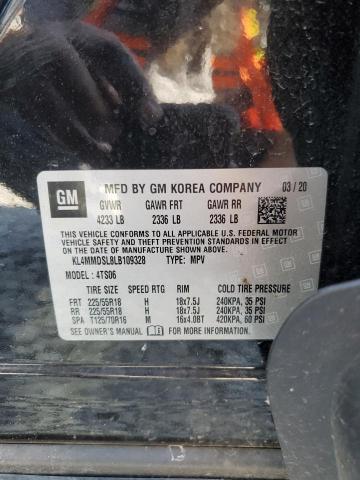 GM
MFD BY GM KOREA COMPANY 03/20
GVWR GAWR FRT GAWR RR
4233 LB 2336 LB 2336 LB
THIS VEHICLE CONFORMS TO ALL
APPLICABLE U.S. FEDERAL MOTOR
VEHICLE SAFETY AND THEFT PREVENTION
STANDARDS IN EFFECT ON THE DATE
OF MANUFACTURE SHOWN ABOVE.
KL4MMDSL8LB109328 TYPE: MPV
MODEL: 4TS06
TIRE SIZE SPEED RTG RIM COLD TIRE PRESSURE
FRT 225/55R18 H 18x7.5J 240KPA, 35 PSI
RR 225/55R18 H 18x7.5J 240KPA, 35 PSI
SPA T125/70R16 M 16x4.0BT 420KPA, 60 PSI
SEE OWNER'S MANUAL FOR MORE INFORMATION